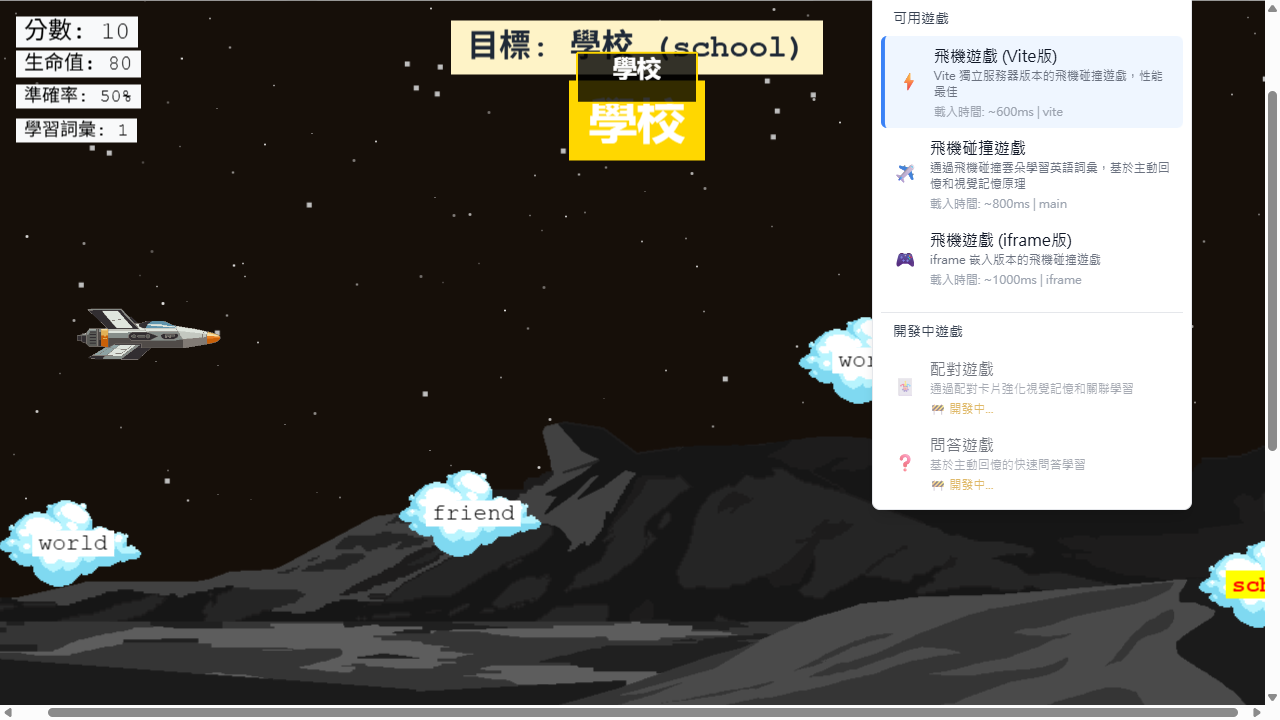 分數: 10
生命值: 80
準確率: 50%
學習詞彙: 1
目標: 學校 (school)
學校
學校
world
friend
可用遊戲
飛機遊戲 (Vite版)
Vite 獨立服務器版本的飛機碰撞遊戲，性能
最佳
載入時間: ~600ms | vite
飛機碰撞遊戲
通過飛機碰撞雲朵學習英語詞彙，基於主動回
憶和視覺記憶原理
載入時間: ~800ms | main
飛機遊戲 (iframe版)
iframe 嵌入版本的飛機碰撞遊戲
載入時間: ~1000ms | iframe
開發中遊戲
配對遊戲
通過配對卡片強化視覺記憶和關聯學習
開發中...
問答遊戲
基於主動回憶的快速問答學習
開發中...